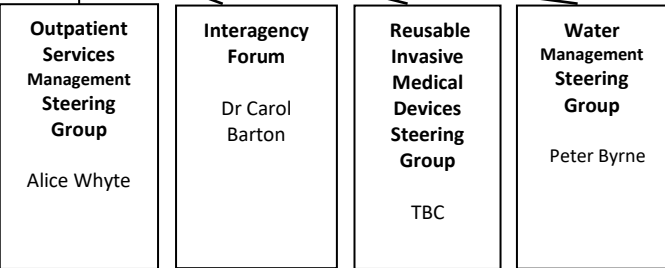 Outpatient
Services
Management
Steering
Group
Alice Whyte
Interagency
Forum
Dr Carol
Barton
Reusable
Invasive
Medical
Devices
Steering
Group
TBC
Water
Management
Steering
Group
Peter Byrne